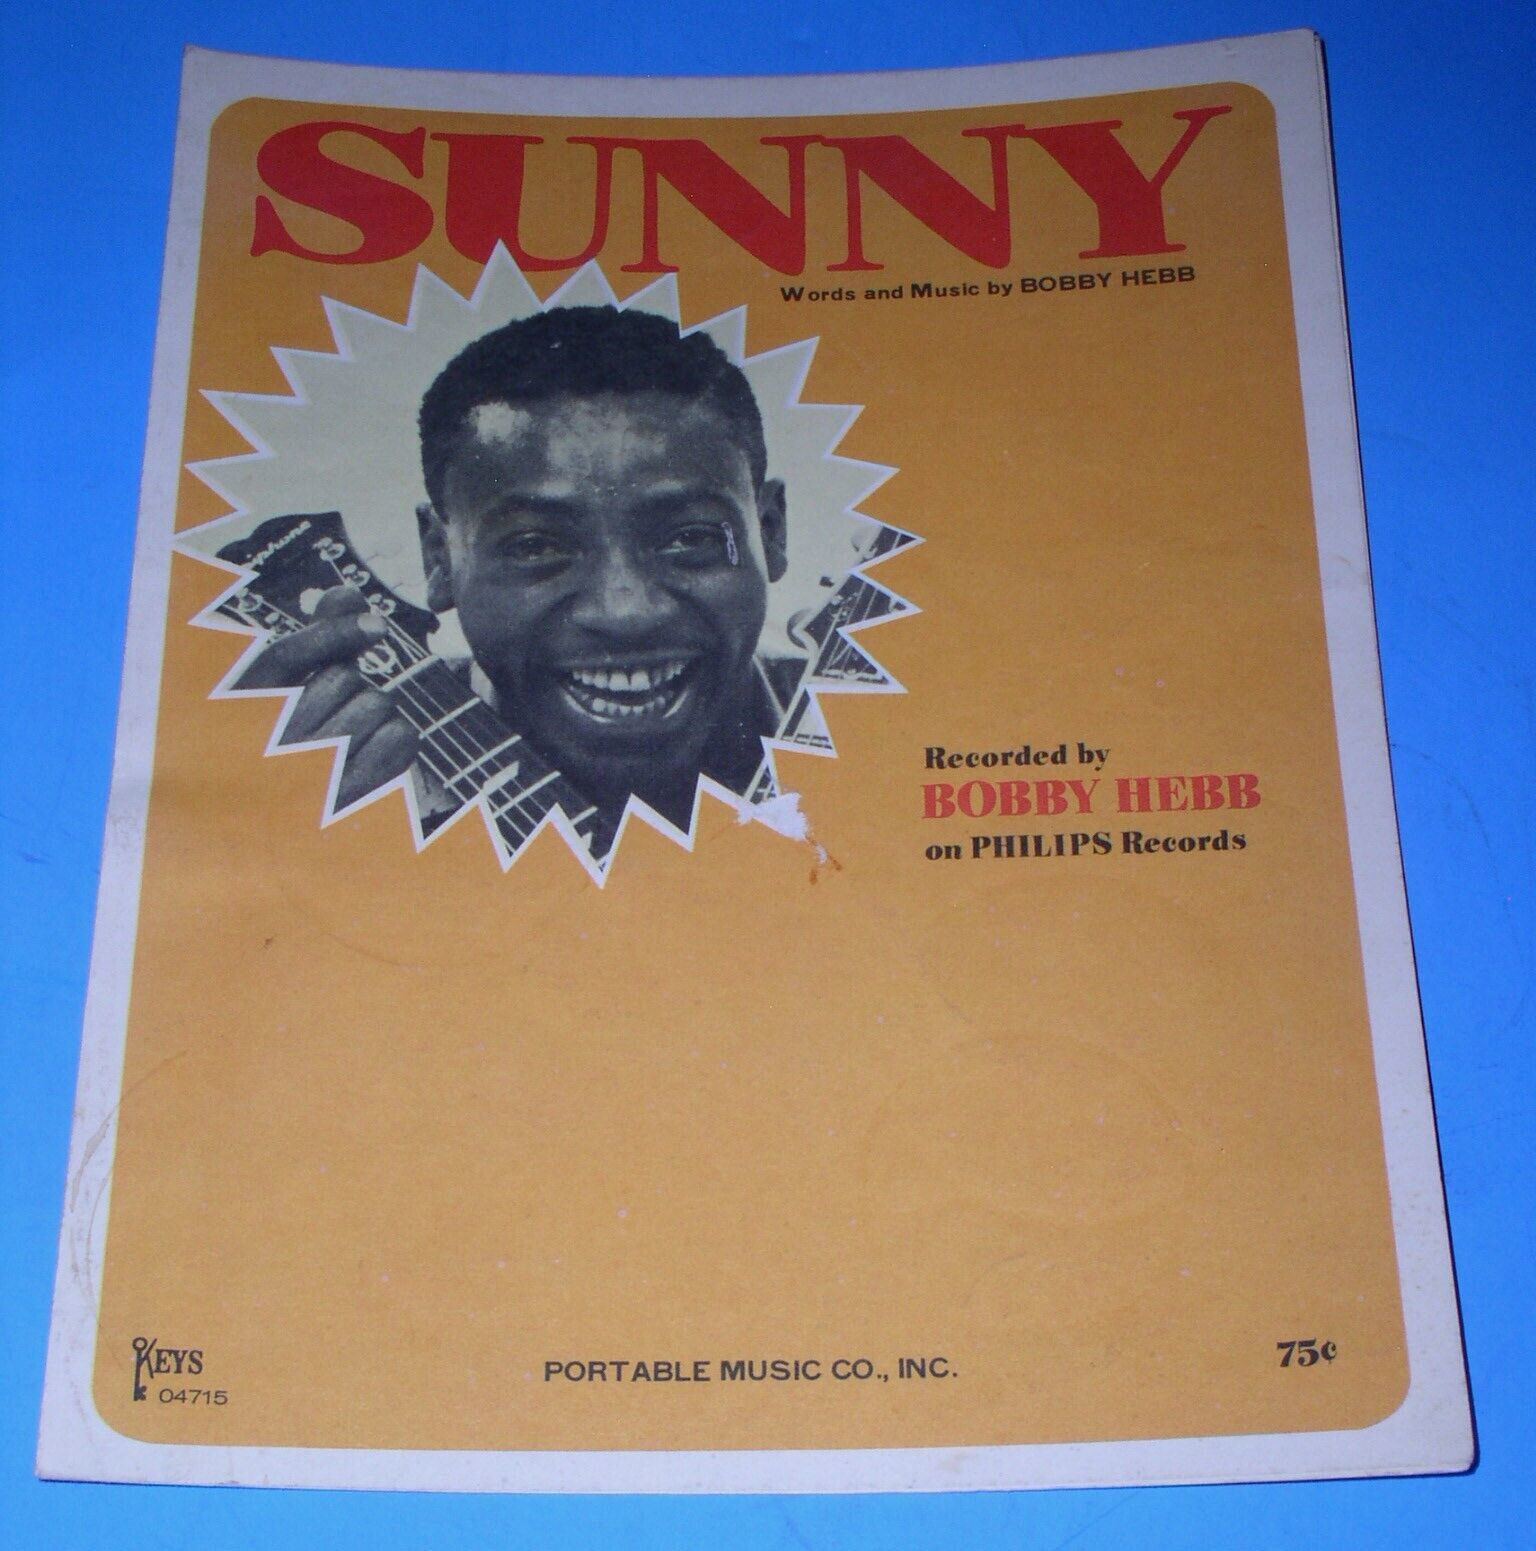 SUNNY
Words and Music by BOBBY HEBB
Epiphone
Recorded by
BOBBY HEBB
on PHILIPS Records
KEYS
04715
PORTABLE MUSIC CO., INC.
75¢